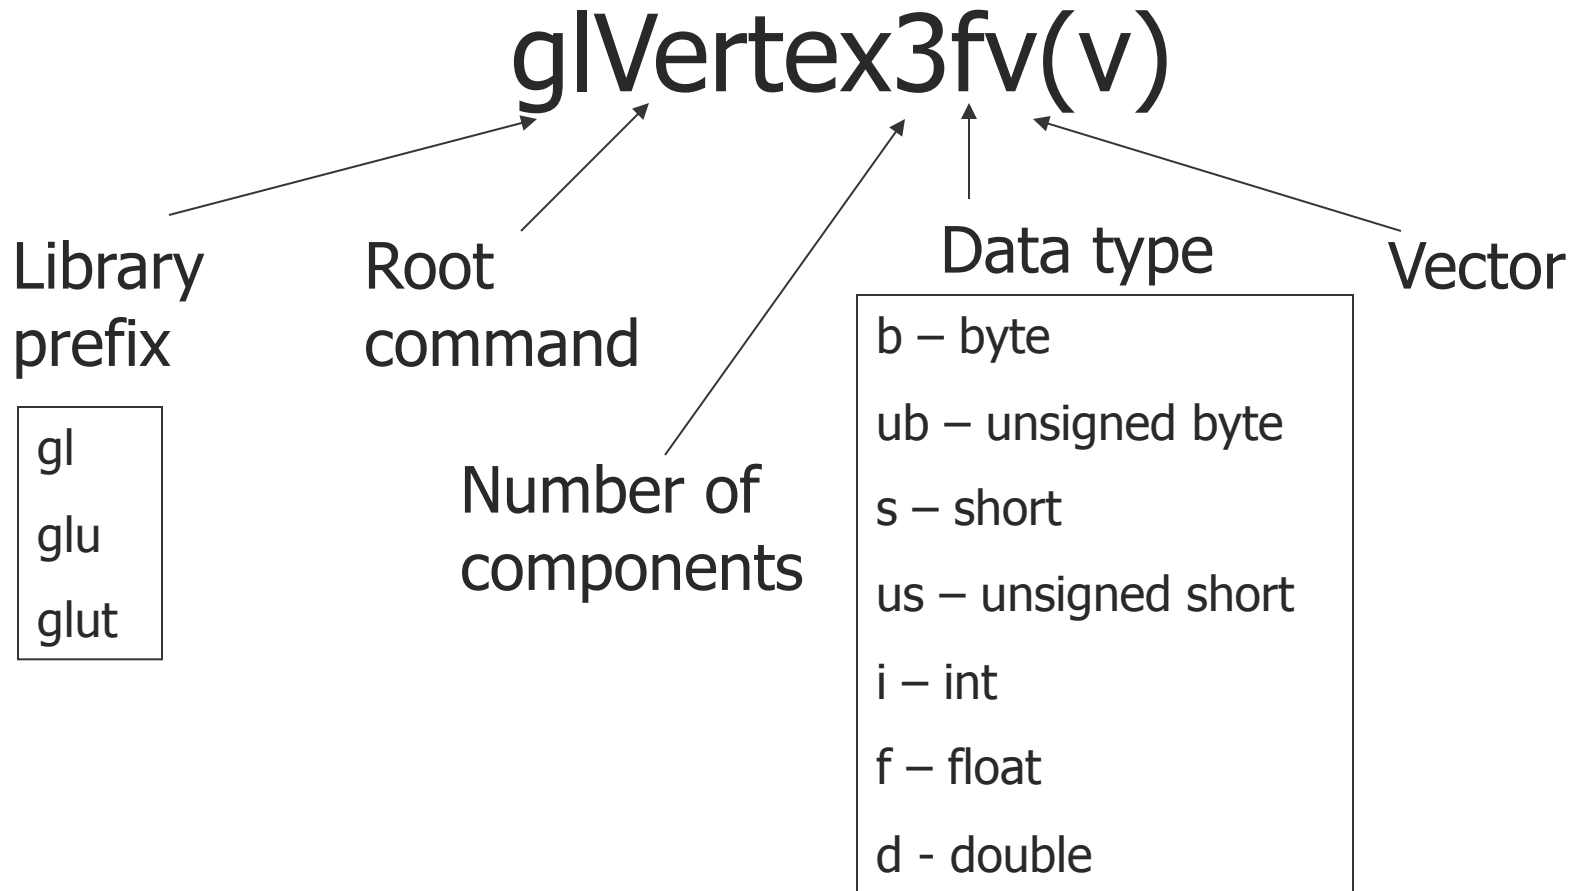 glVertex3fv(v)
Library
prefix
gl
glu
glut
Root
command
Number of
components
Data type
b – byte
ub – unsigned byte
s – short
us – unsigned short
i – int
f – float
d - double
Vector